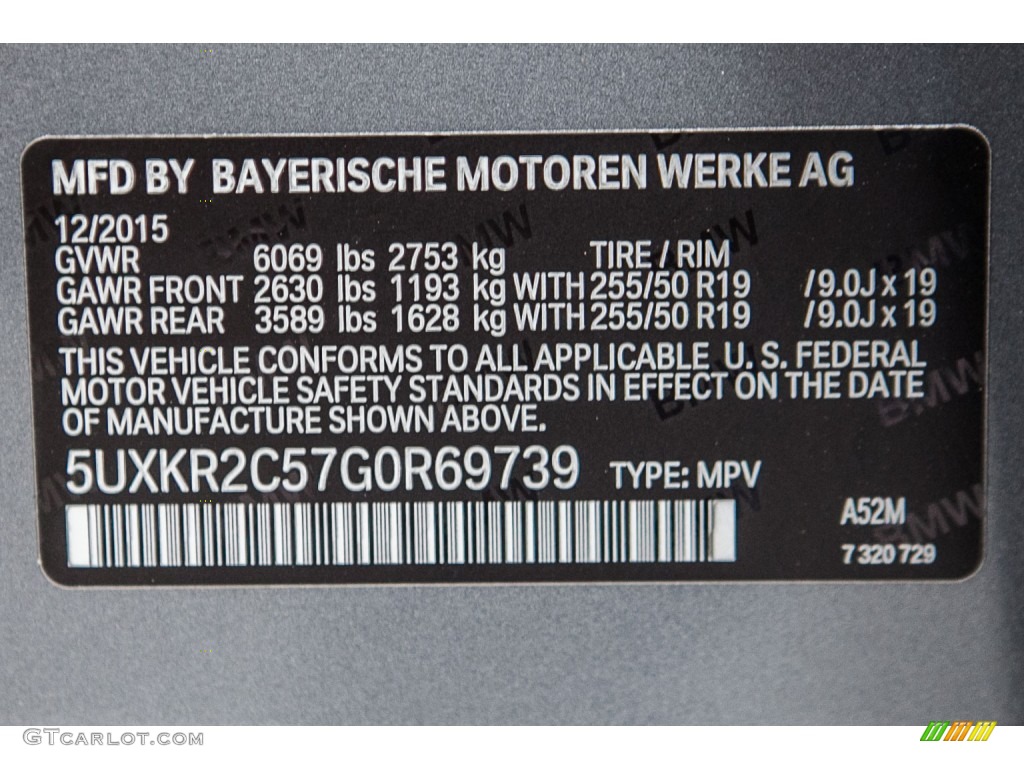 MFD BY BAYERISCHE MOTOREN WERKE AG
12/2015
GVWR 6069 lbs 2753 kg TIRE / RIM
GAWR FRONT 2630 lbs 1193 kg WITH 255/50 R19 /9.0J x 19
GAWR REAR 3589 lbs 1628 kg WITH 255/50 R19 /9.0J x 19
THIS VEHICLE CONFORMS TO ALL APPLICABLE U. S. FEDERAL
MOTOR VEHICLE SAFETY STANDARDS IN EFFECT ON THE DATE
OF MANUFACTURE SHOWN ABOVE.
5UXKR2C57G0R69739 TYPE: MPV
A52M
7 320 729
GTCarLot.com